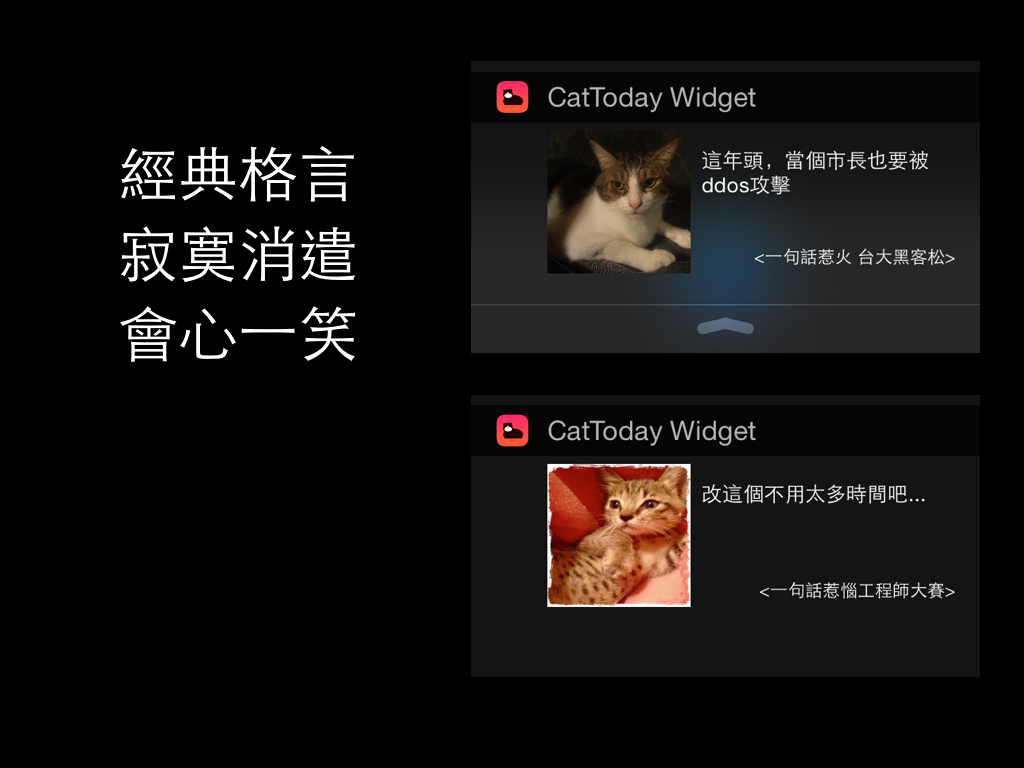 經典格言
寂寞消遣
會心一笑
CatToday Widget
這年頭，當個市長也要被
ddos攻擊
<一句話惹火 台大黑客松>
CatToday Widget
改這個不用太多時間吧...
<一句話惹惱工程師大賽>